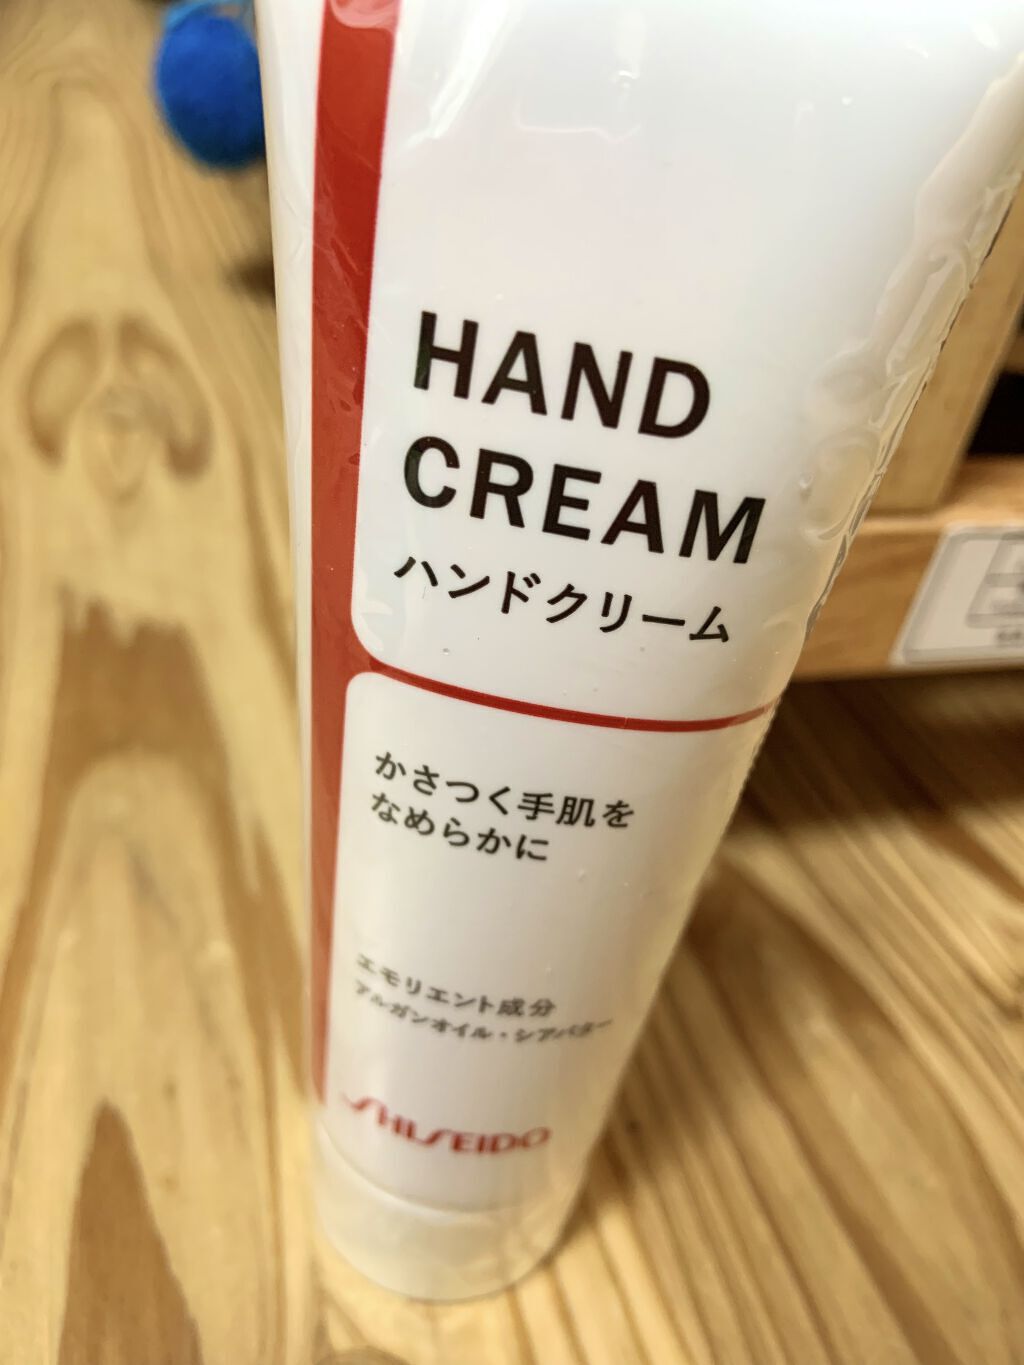 HAND
CREAM
ハンドクリーム
かさつく手肌を
なめらかに
エモリエント成分
アルガンオイル・シアバター
SHISEIDO